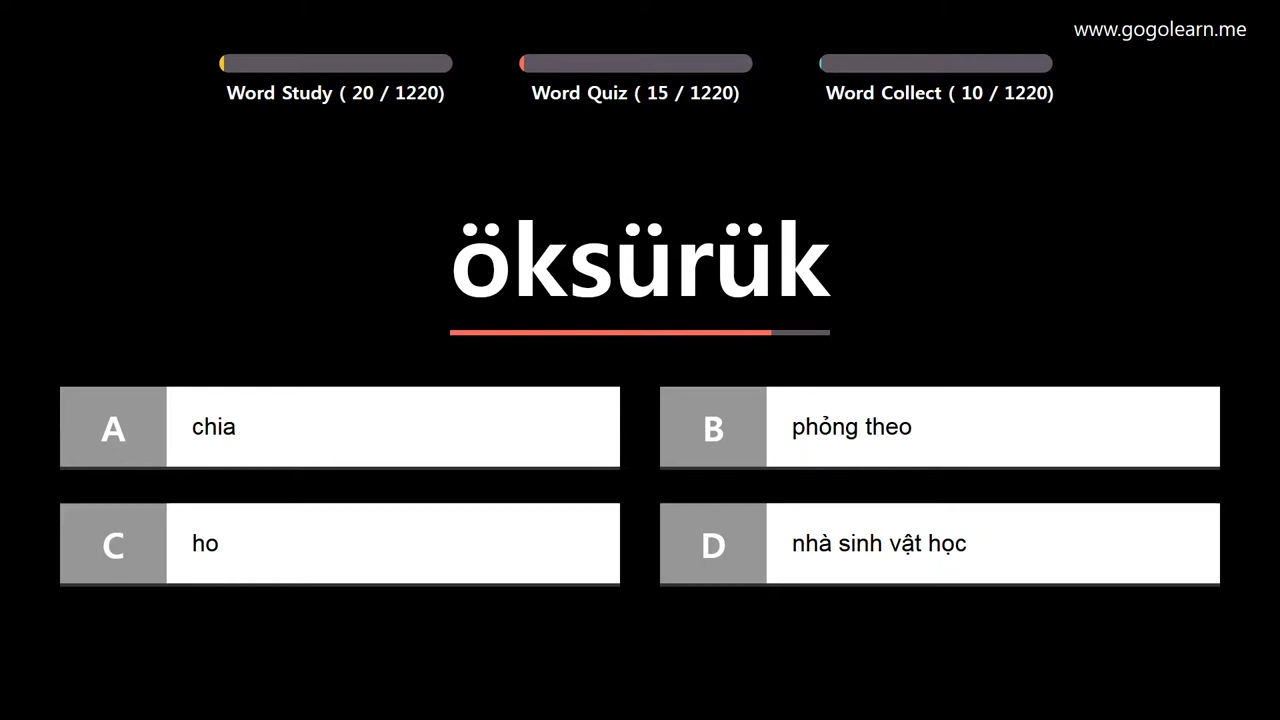 www.gogolearn.me
Word Study ( 20 / 1220)
Word Quiz ( 15 / 1220)
Word Collect ( 10 / 1220)
öksürük
A chia
B phỏng theo
C ho
D nhà sinh vật học